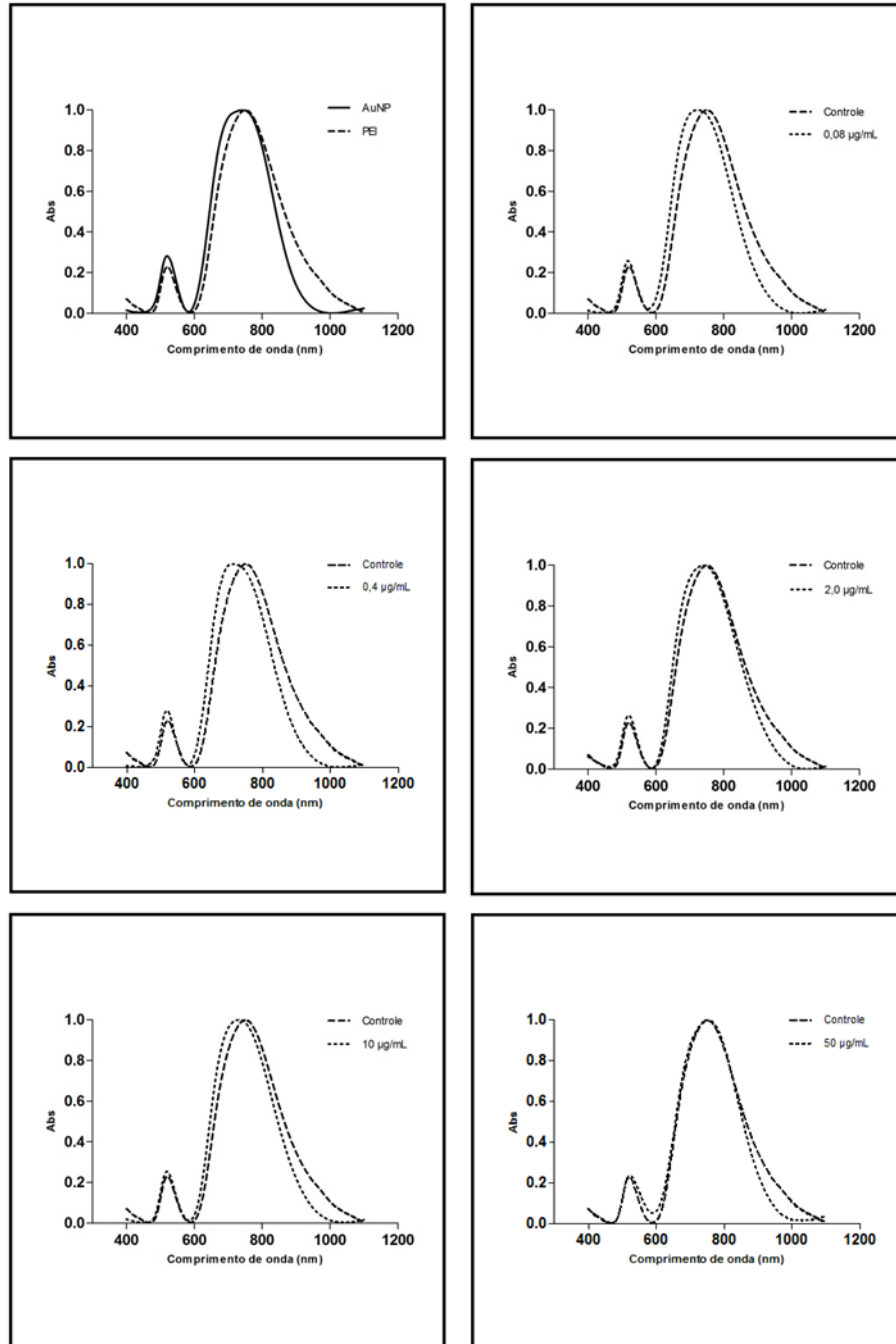 AuNP
PEI
1.0
0.8
0.6
0.4
0.2
0.0
Abs
400 600 800 1000 1200
Comprimento de onda (nm)
Controle
0,08 µg/mL
1.0
0.8
0.6
0.4
0.2
0.0
Abs
400 600 800 1000 1200
Comprimento de onda (nm)
Controle
0,4 µg/mL
1.0
0.8
0.6
0.4
0.2
0.0
Abs
400 600 800 1000 1200
Comprimento de onda (nm)
Controle
2,0 µg/mL
1.0
0.8
0.6
0.4
0.2
0.0
Abs
400 600 800 1000 1200
Comprimento de onda (nm)
Controle
10 µg/mL
1.0
0.8
0.6
0.4
0.2
0.0
Abs
400 600 800 1000 1200
Comprimento de onda (nm)
Controle
50 µg/mL
1.0
0.8
0.6
0.4
0.2
0.0
Abs
400 600 800 1000 1200
Comprimento de onda (nm)